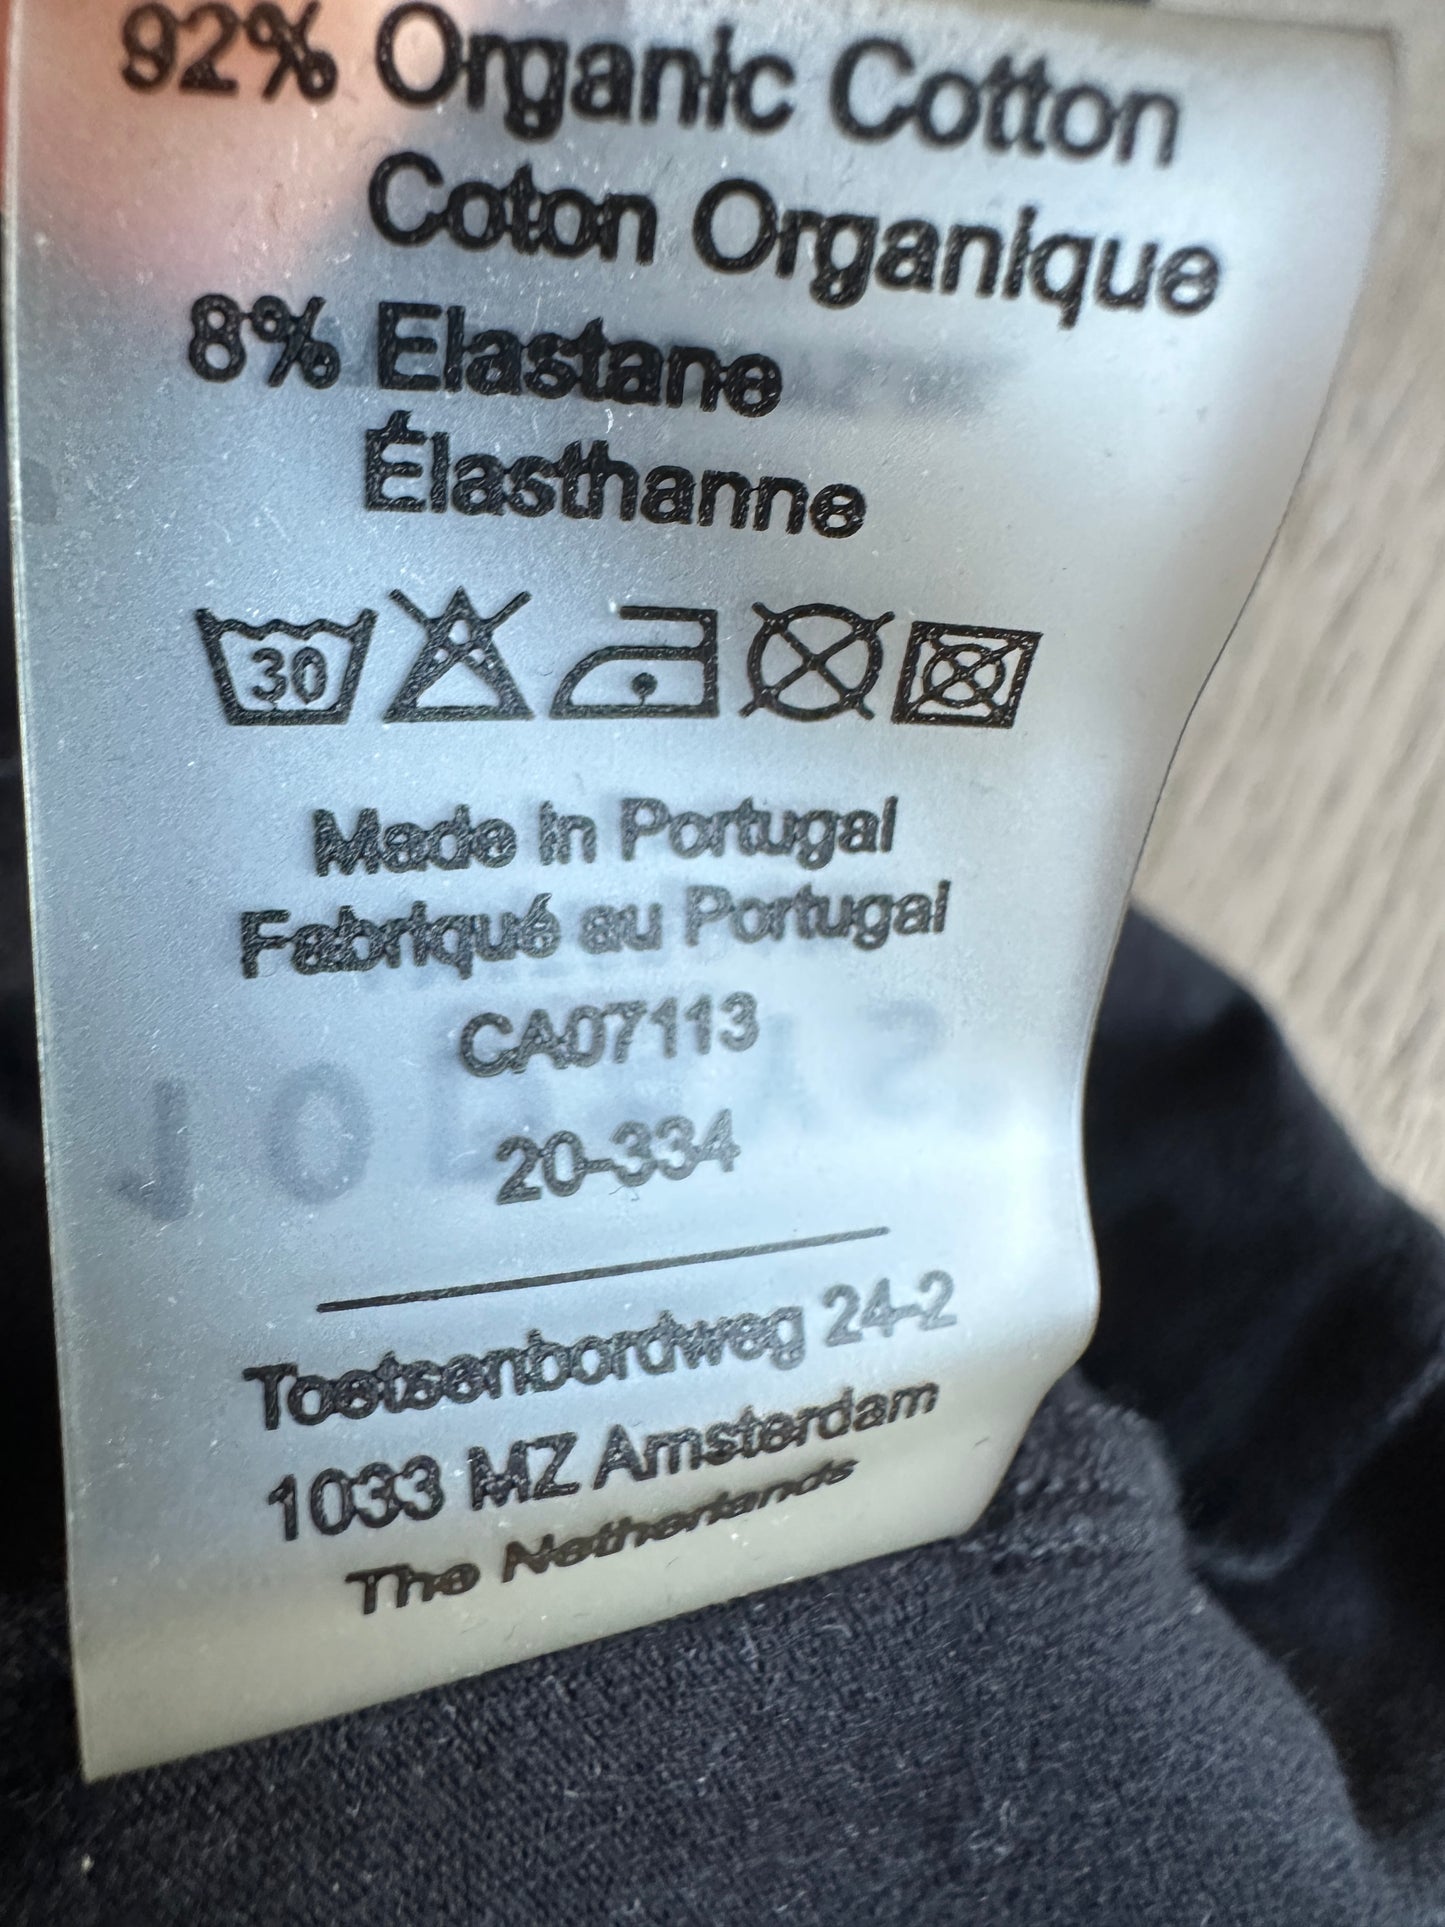 92% Organic Cotton
Coton Organique
8% Elastane
Élasthanne
30
Made in Portugal
Fabriqué au Portugal
CA07113
20-334
Toetsenbordweg 24-2
1033 MZ Amsterdam
The Netherlands